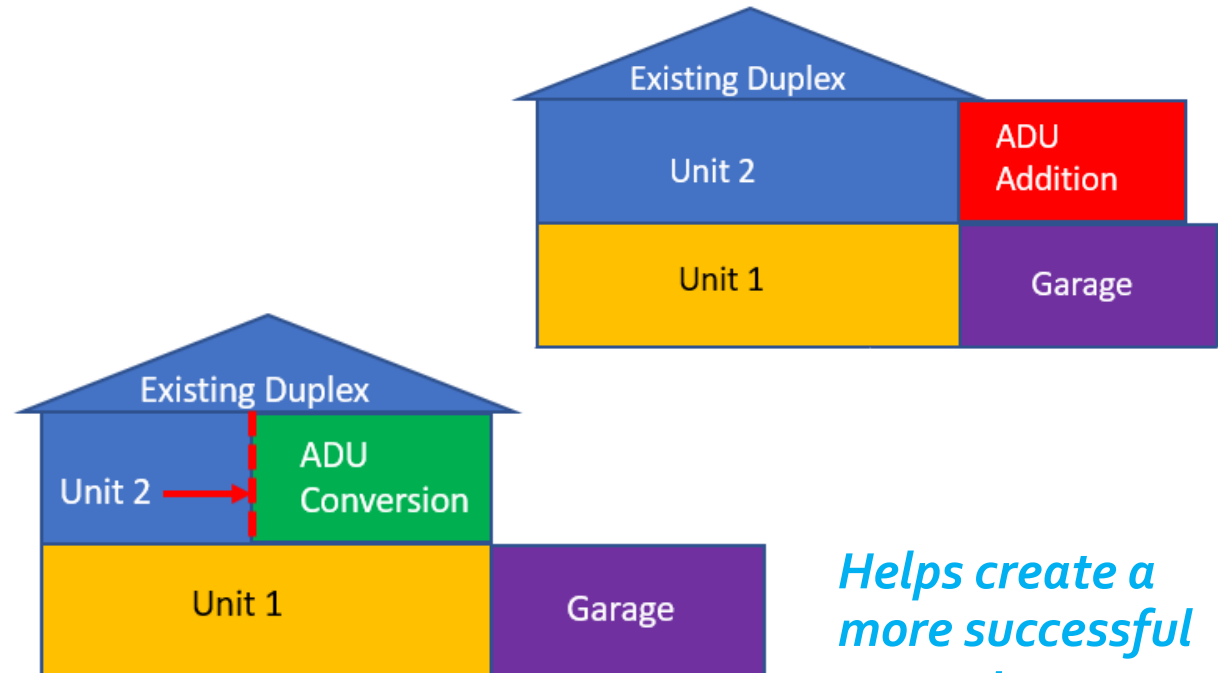 Existing Duplex
Unit 2
ADU
Addition
Unit 1
Garage
Existing Duplex
Unit 2
ADU
Conversion
Unit 1
Garage
Helps create a
more successful